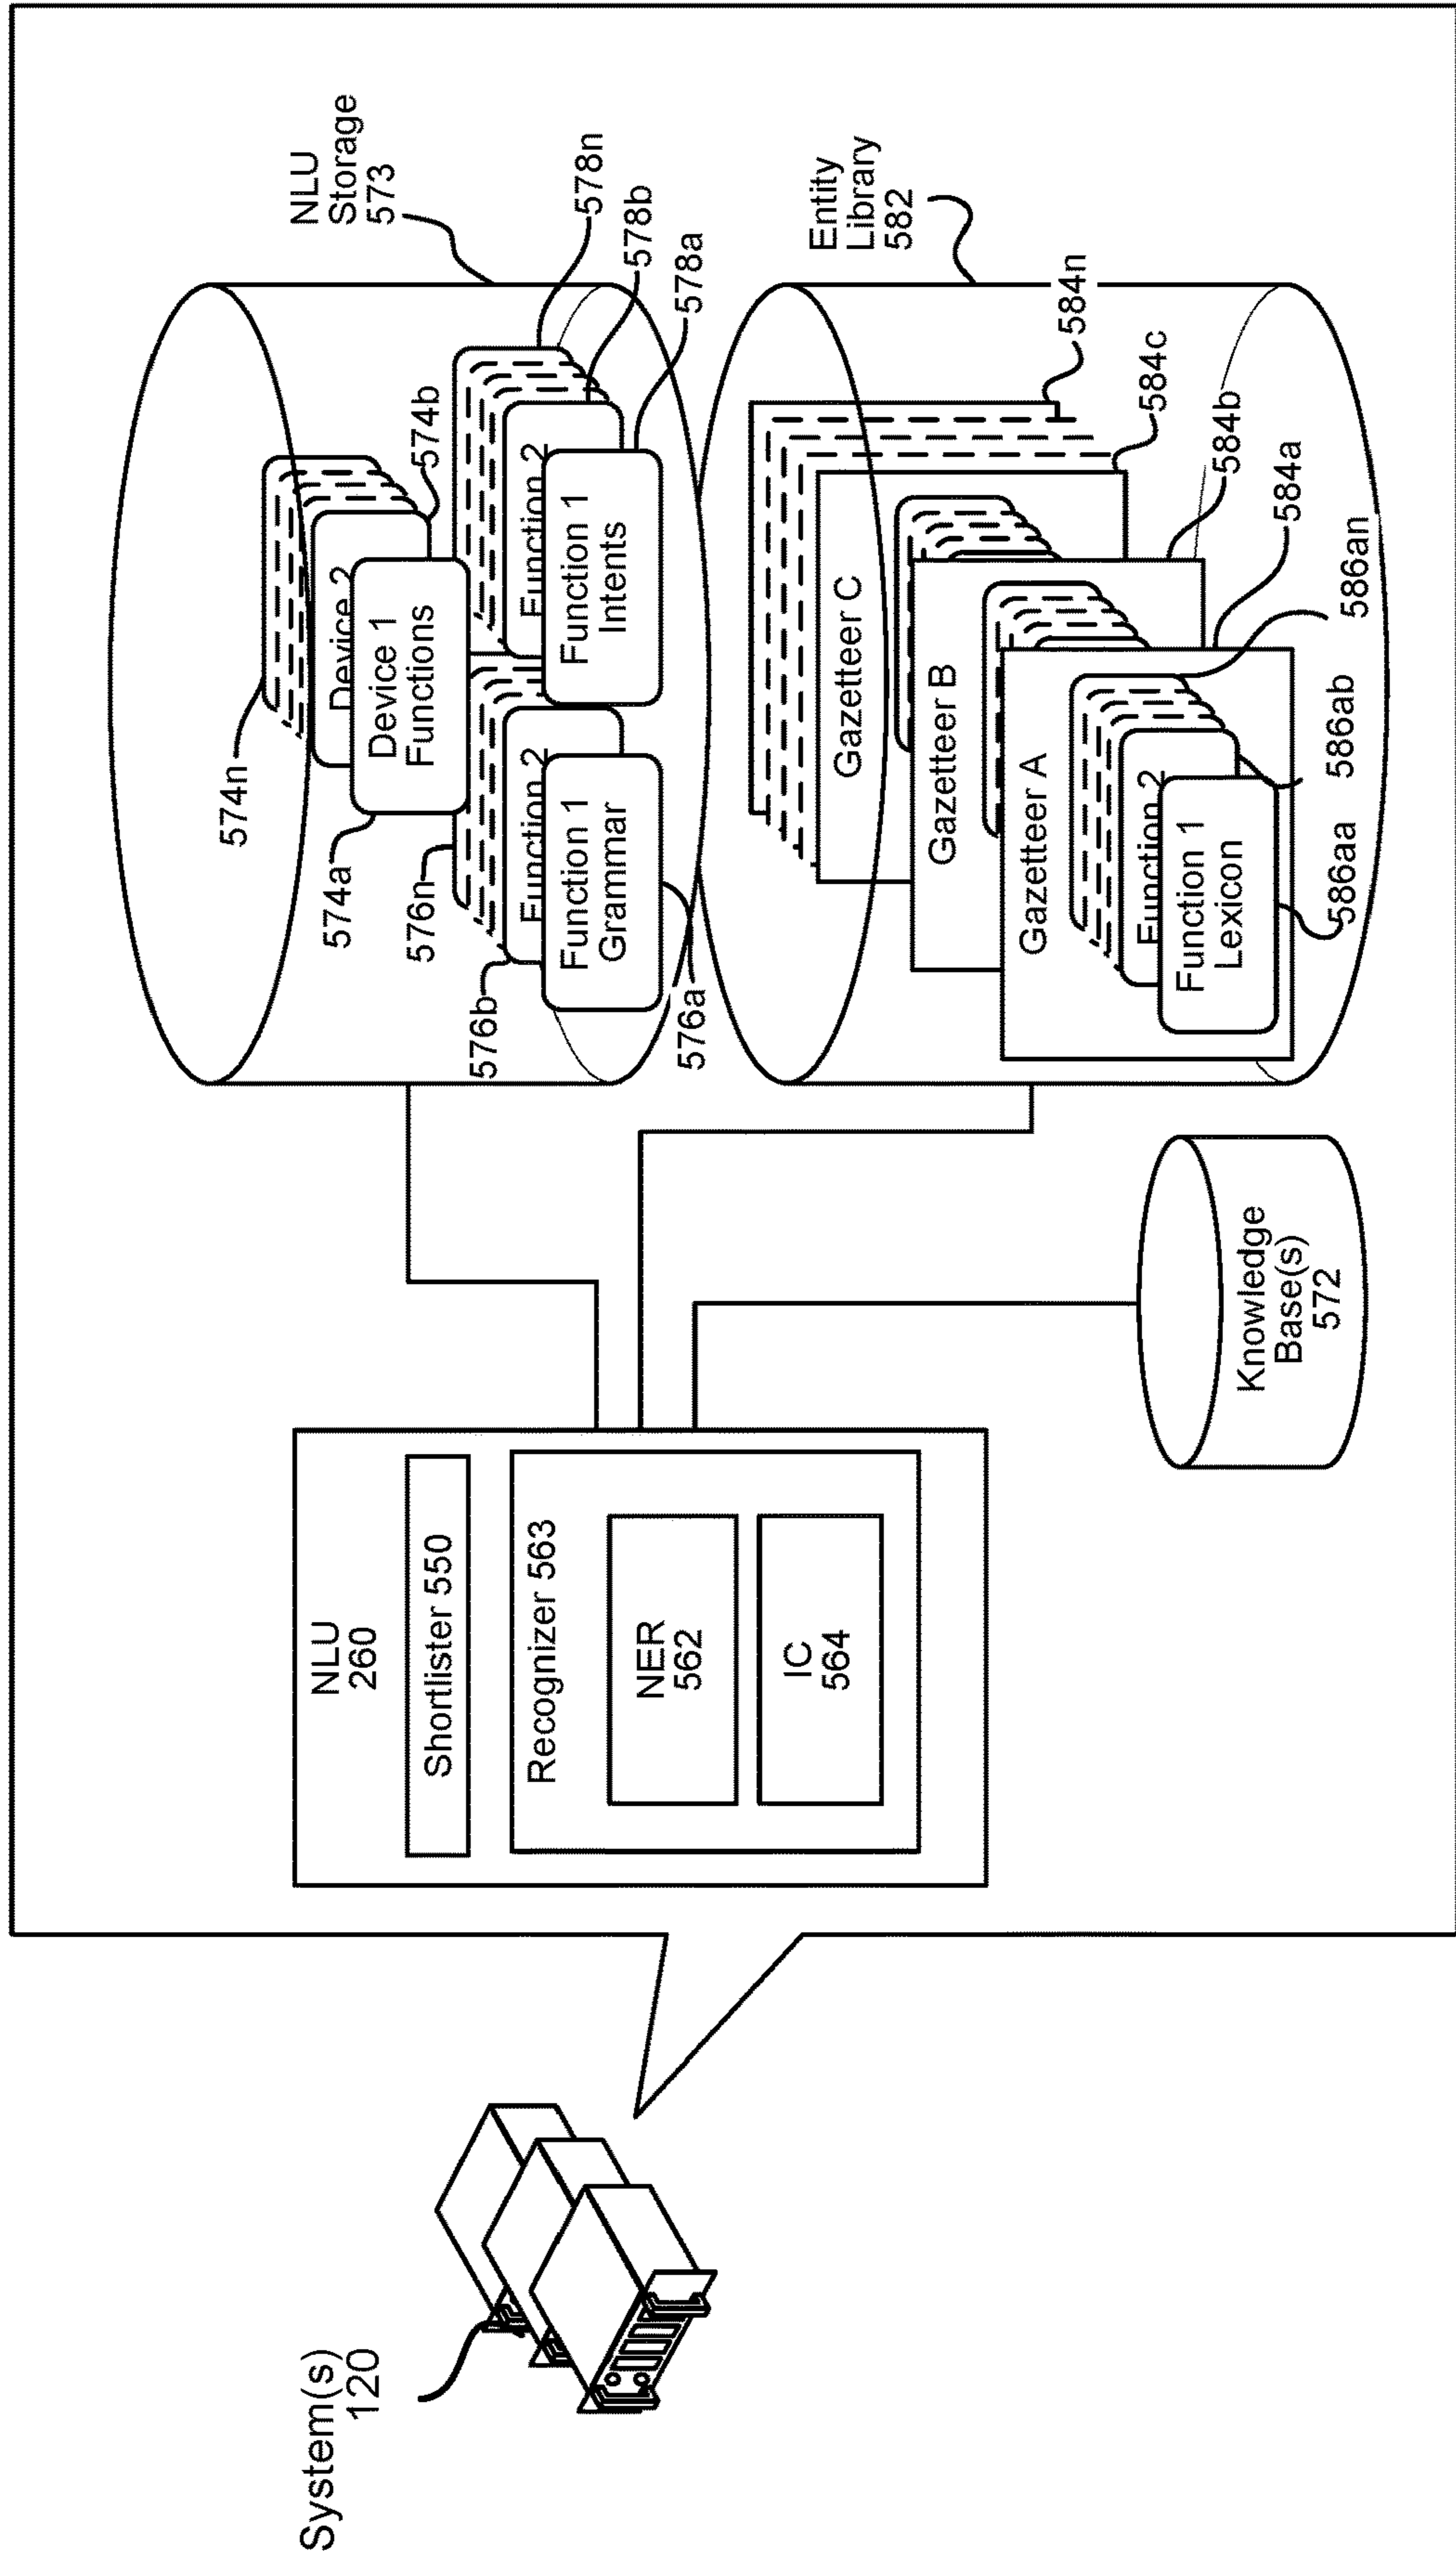 System(s)
120
NLU
260
Shortlister 550
Recognizer 563
NER
562
IC
564
NLU
Storage
573
574n
574a
574b
Device 2
Device 1
Functions
576n
576b
576a
Function 2
Function 1
Grammar
578n
578b
578a
Function 2
Function 1
Intents
Entity
Library
582
584n
584c
584b
584a
Gazetteer C
Gazetteer B
Gazetteer A
Function 2
Function 1
Lexicon
586an
586ab
586aa
Knowledge
Base(s)
572